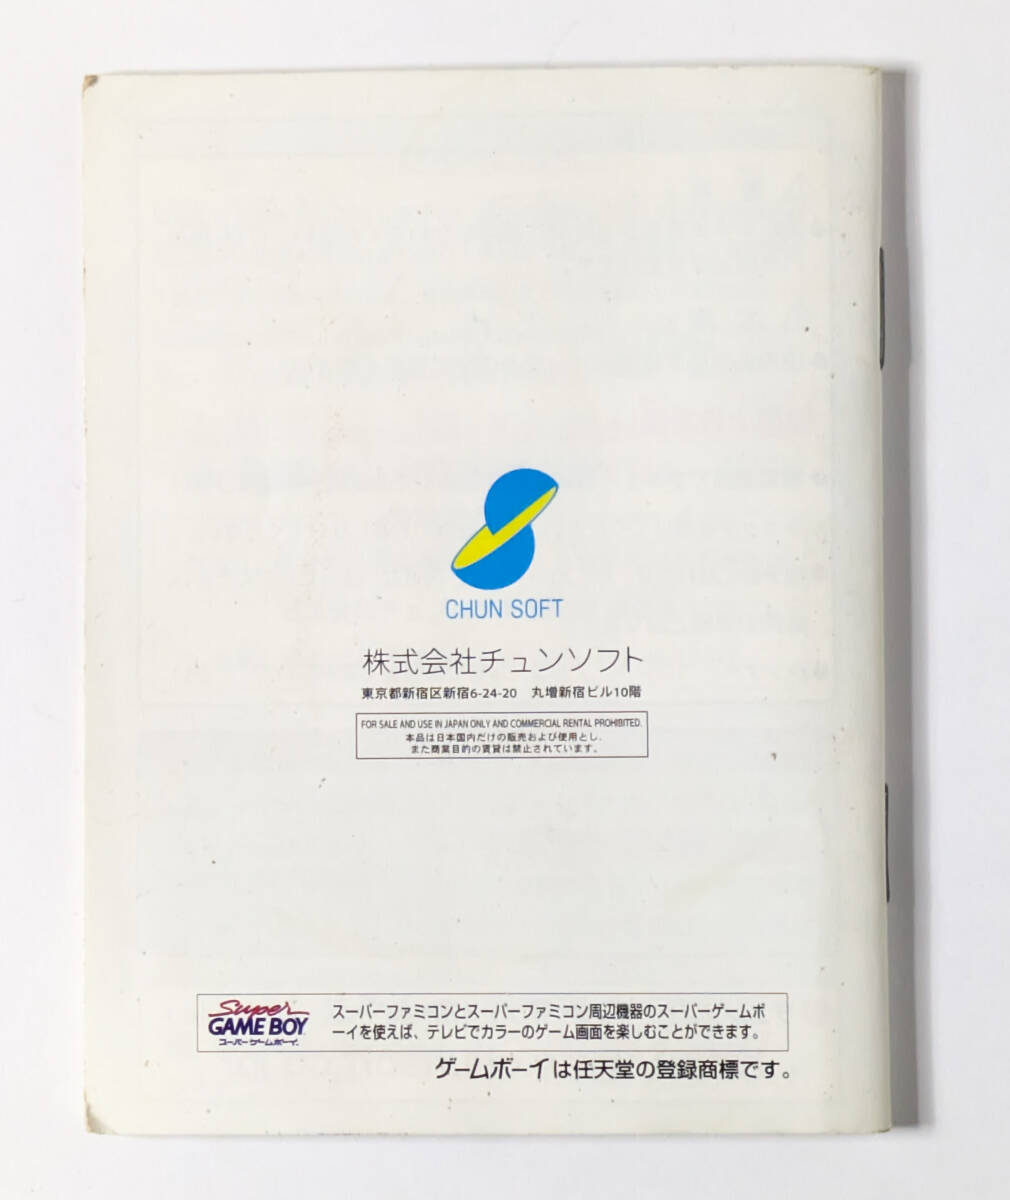 CHUN SOFT
株式会社チュンソフト
東京都新宿区新宿6-24-20　丸増新宿ビル10階
FOR SALE AND USE IN JAPAN ONLY AND COMMERCIAL RENTAL PROHIBITED.
本品は日本国内だけの販売および使用とし、
また商業目的の賃貸は禁止されています。
Super
GAME BOY
スーパーゲームボーイ
スーパーファミコンとスーパーファミコン周辺機器のスーパーゲームボ
ーイを使えば、テレビでカラーのゲーム画面を楽しむことができます。
ゲームボーイは任天堂の登録商標です。